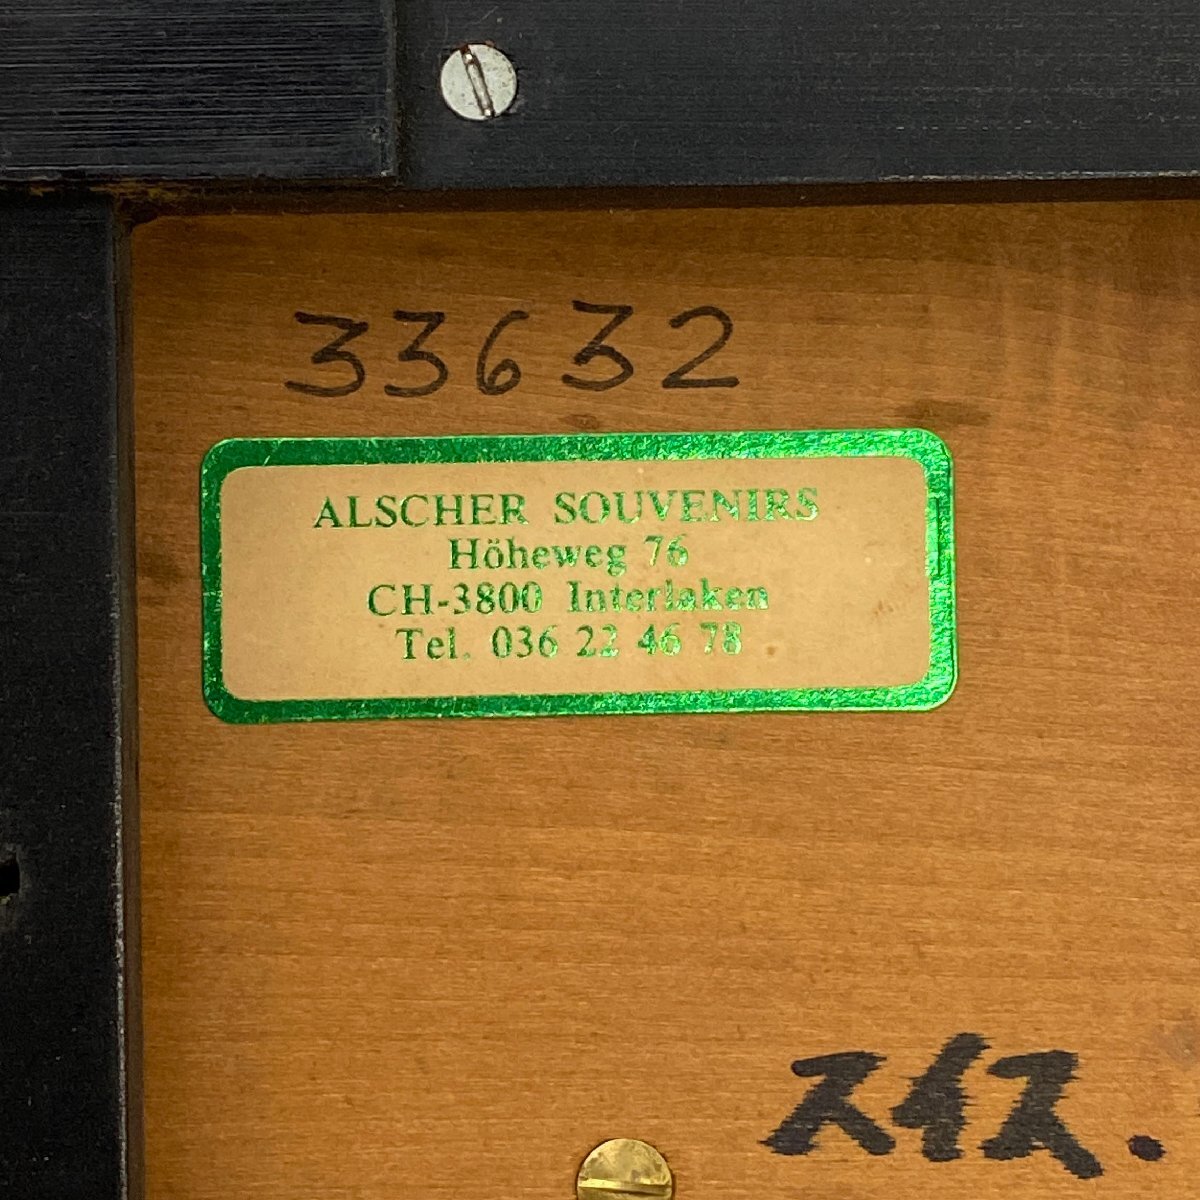 33632
ALSCHER SOUVENIRS
Höheweg 76
CH-3800 Interlaken
Tel. 036 22 46 78
スイス.